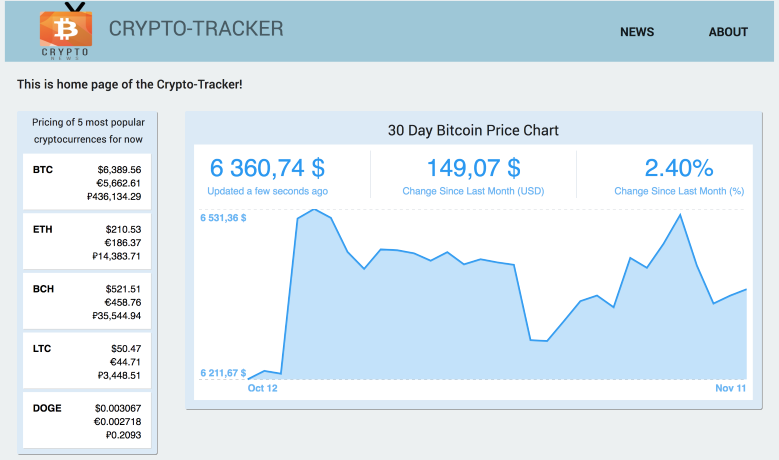 CRYPTO
NEWS
CRYPTO-TRACKER
NEWS
ABOUT
This is home page of the Crypto-Tracker!
Pricing of 5 most popular
cryptocurrences for now
BTC
$6,389.56
€5,662.61
₽436,134.29
ETH
$210.53
€186.37
₽14,383.71
BCH
$521.51
€458.76
₽35,544.94
LTC
$50.47
€44.71
₽3,448.51
DOGE
$0.003067
€0.002718
₽0.2093
30 Day Bitcoin Price Chart
6 360,74 $
Updated a few seconds ago
149,07 $
Change Since Last Month (USD)
2.40%
Change Since Last Month (%)
6 531,36 $
6 211,67 $
Oct 12
Nov 11